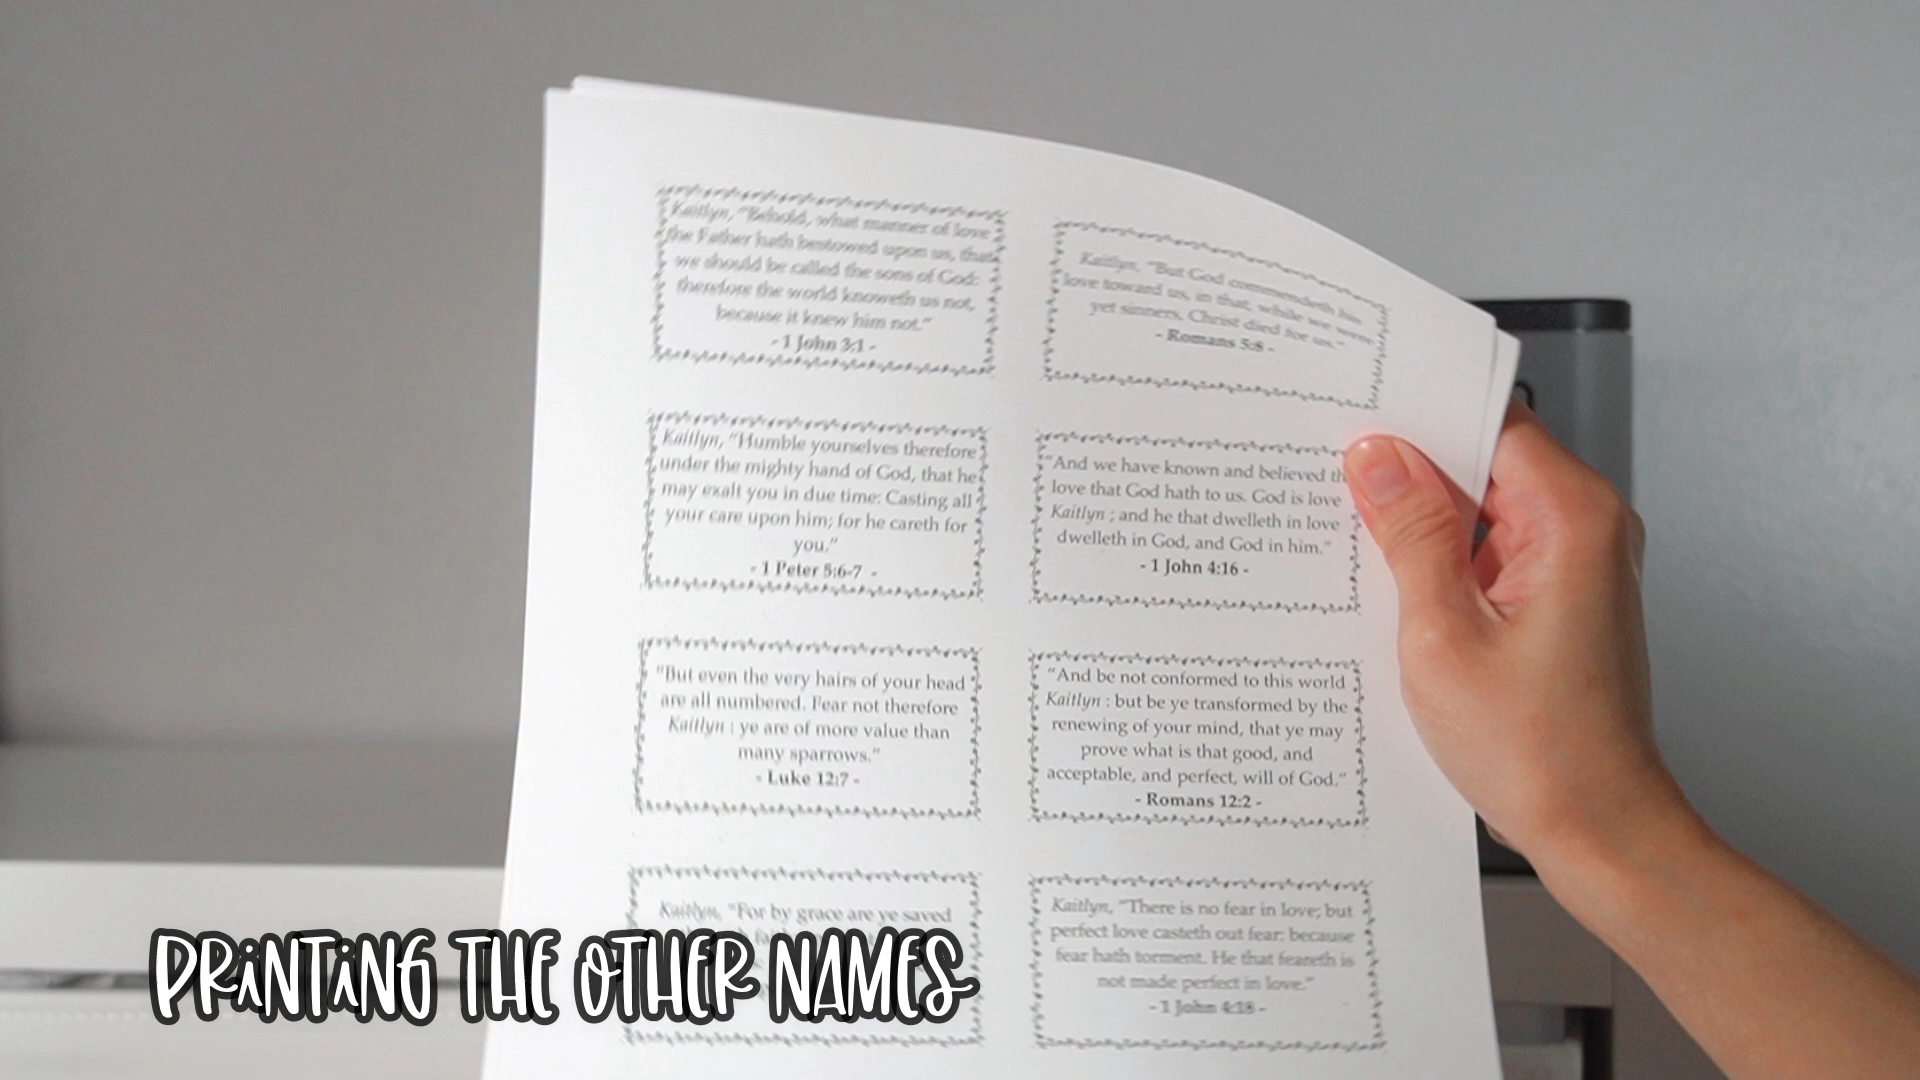 Kaitlyn, "Behold, what manner of love
the Father hath bestowed upon us, that
we should be called the sons of God:
therefore the world knoweth us not,
because it knew him not."
- 1 John 3:1 -
Kaitlyn, "But God commendeth his
love toward us, in that, while we were
yet sinners, Christ died for us."
- Romans 5:8 -
Kaitlyn, "Humble yourselves therefore
under the mighty hand of God, that he
may exalt you in due time: Casting all
your care upon him; for he careth for
you."
- 1 Peter 5:6-7 -
"And we have known and believed th
love that God hath to us. God is love
Kaitlyn ; and he that dwelleth in love
dwelleth in God, and God in him."
- 1 John 4:16 -
"But even the very hairs of your head
are all numbered. Fear not therefore
Kaitlyn : ye are of more value than
many sparrows."
- Luke 12:7 -
"And be not conformed to this world
Kaitlyn : but be ye transformed by the
renewing of your mind, that ye may
prove what is that good, and
acceptable, and perfect, will of God."
- Romans 12:2 -
Kaitlyn, "For by grace are ye saved
Kaitlyn, "There is no fear in love; but
perfect love casteth out fear: because
fear hath torment. He that feareth is
not made perfect in love."
- 1 John 4:18 -
PRINTING THE OTHER NAMES